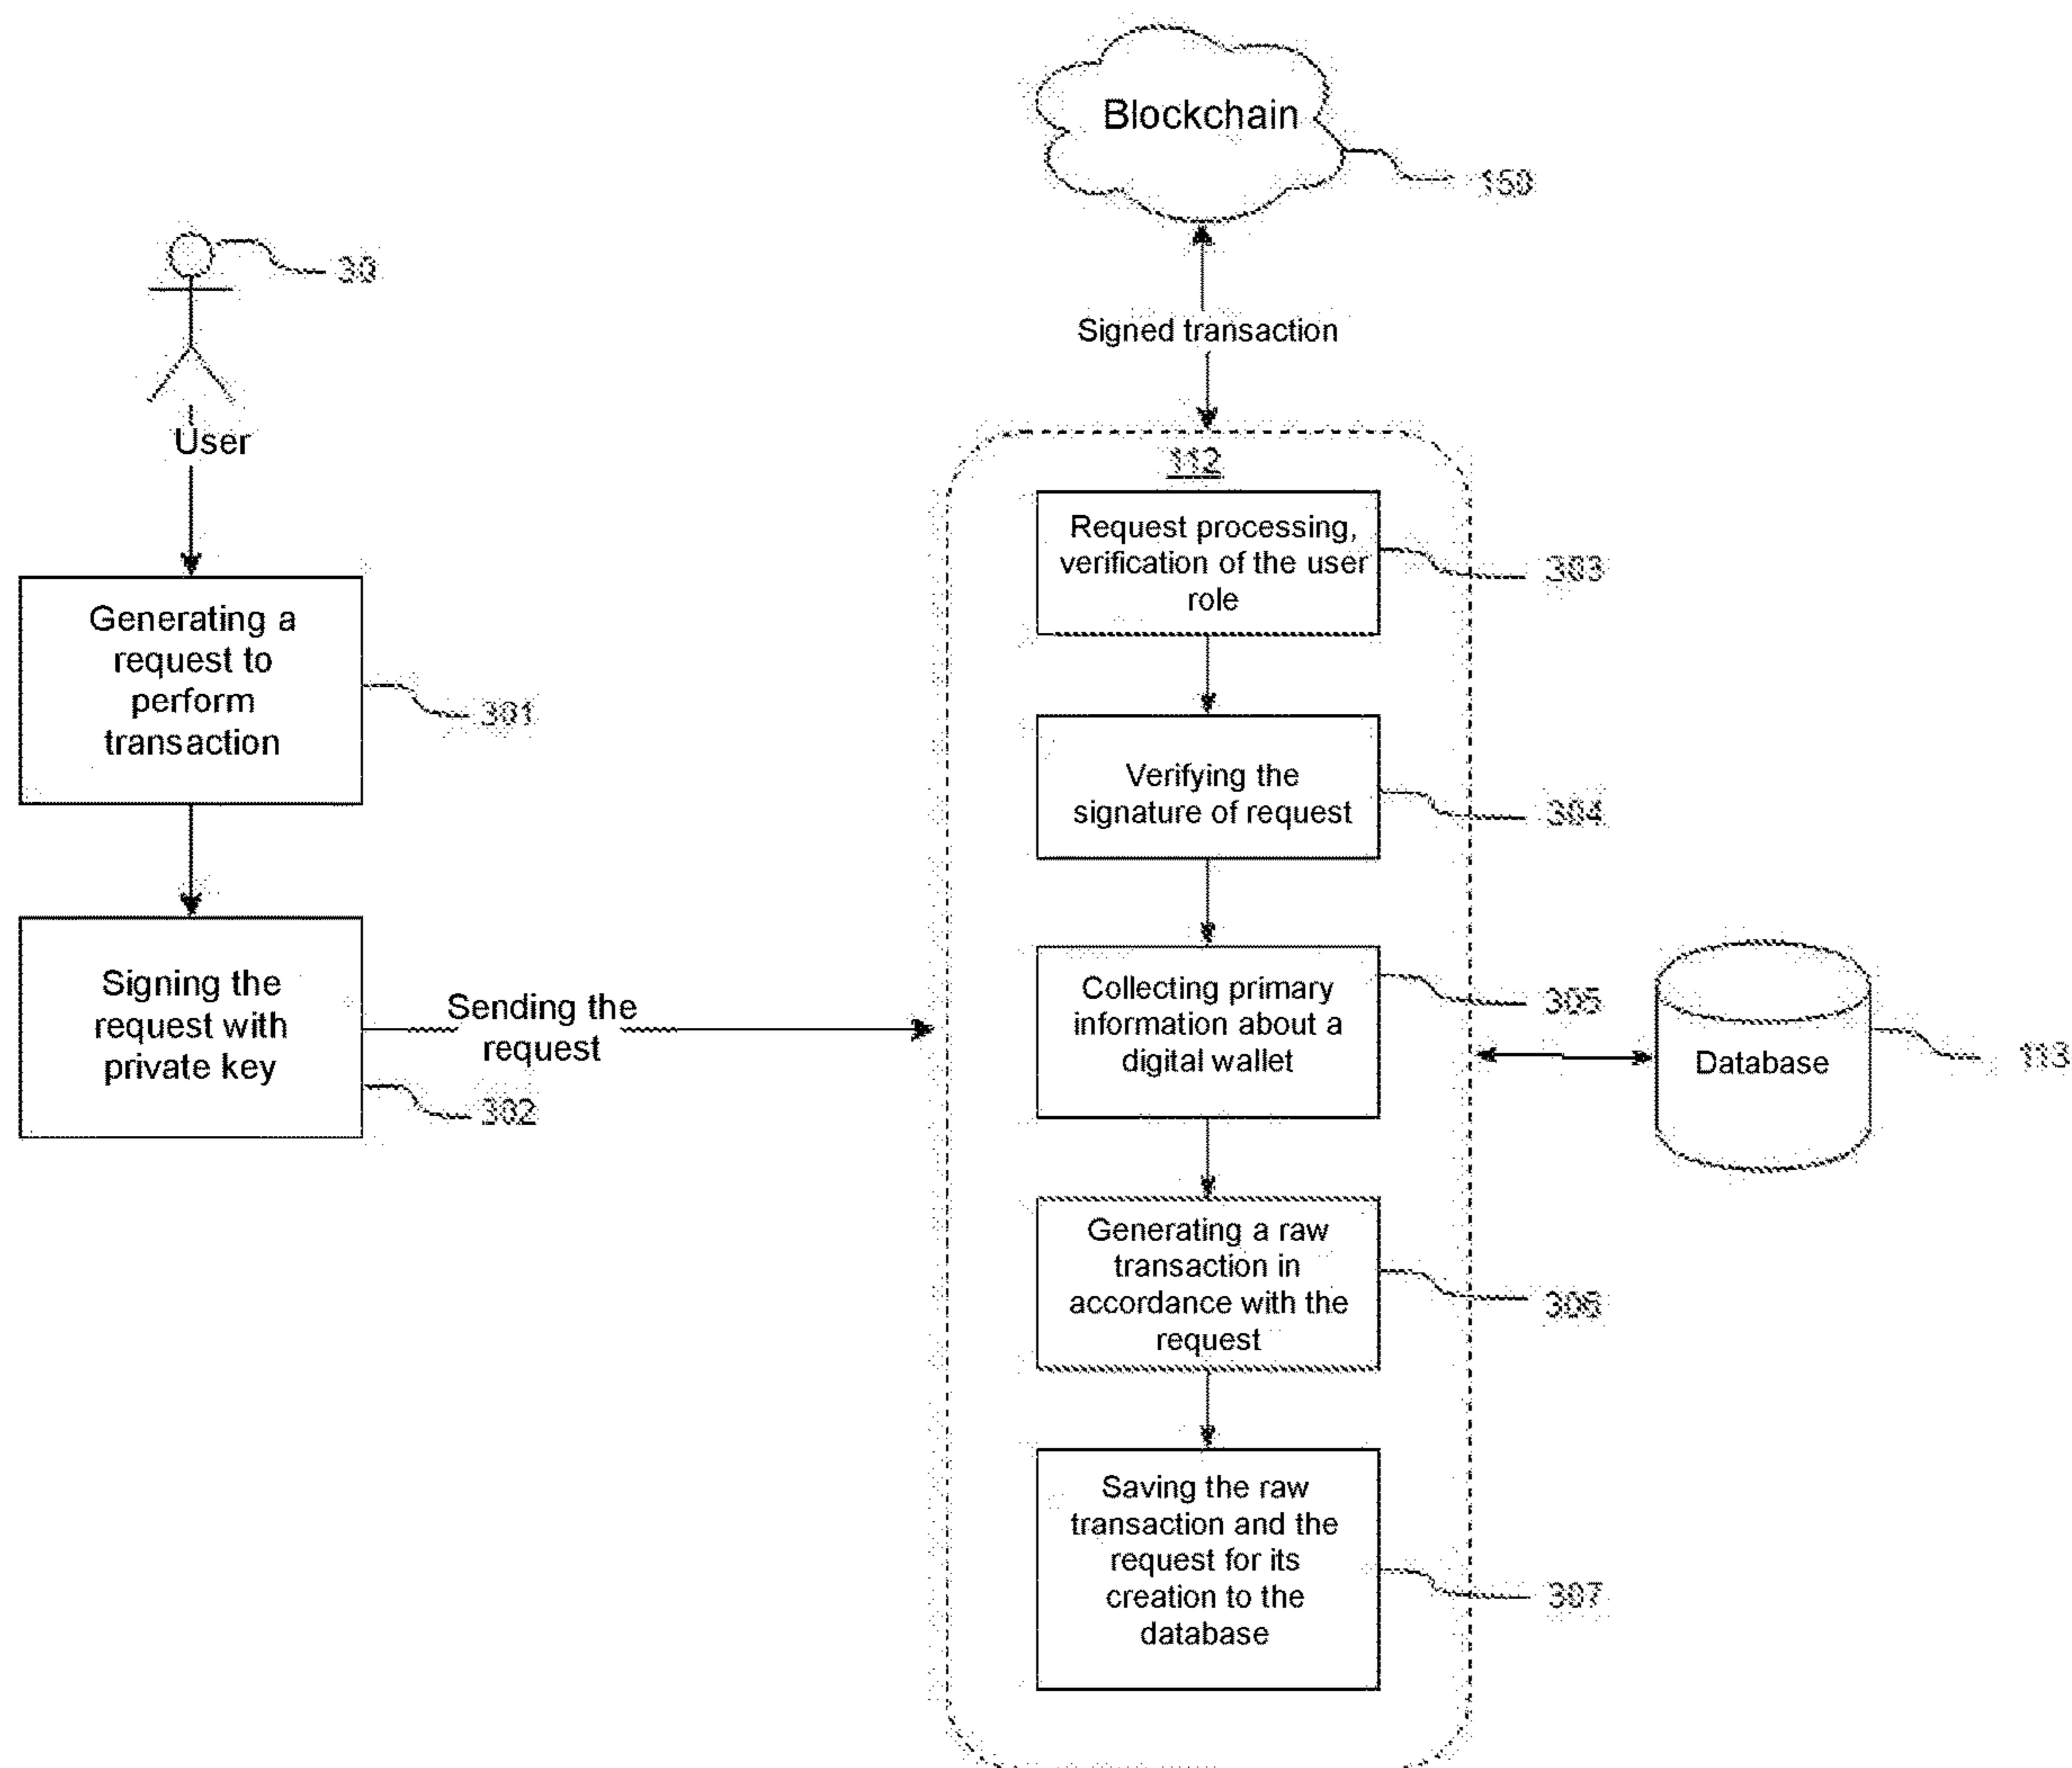 Blockchain
150
30
Signed transaction
User
112
Request processing,
verification of the user
role
303
Generating a
request to
perform
transaction
301
Verifying the
signature of request
304
Signing the
request with
private key
302
Sending the
request
Collecting primary
information about a
digital wallet
305
Database
113
Generating a raw
transaction in
accordance with the
request
306
Saving the raw
transaction and the
request for its
creation to the
database
307